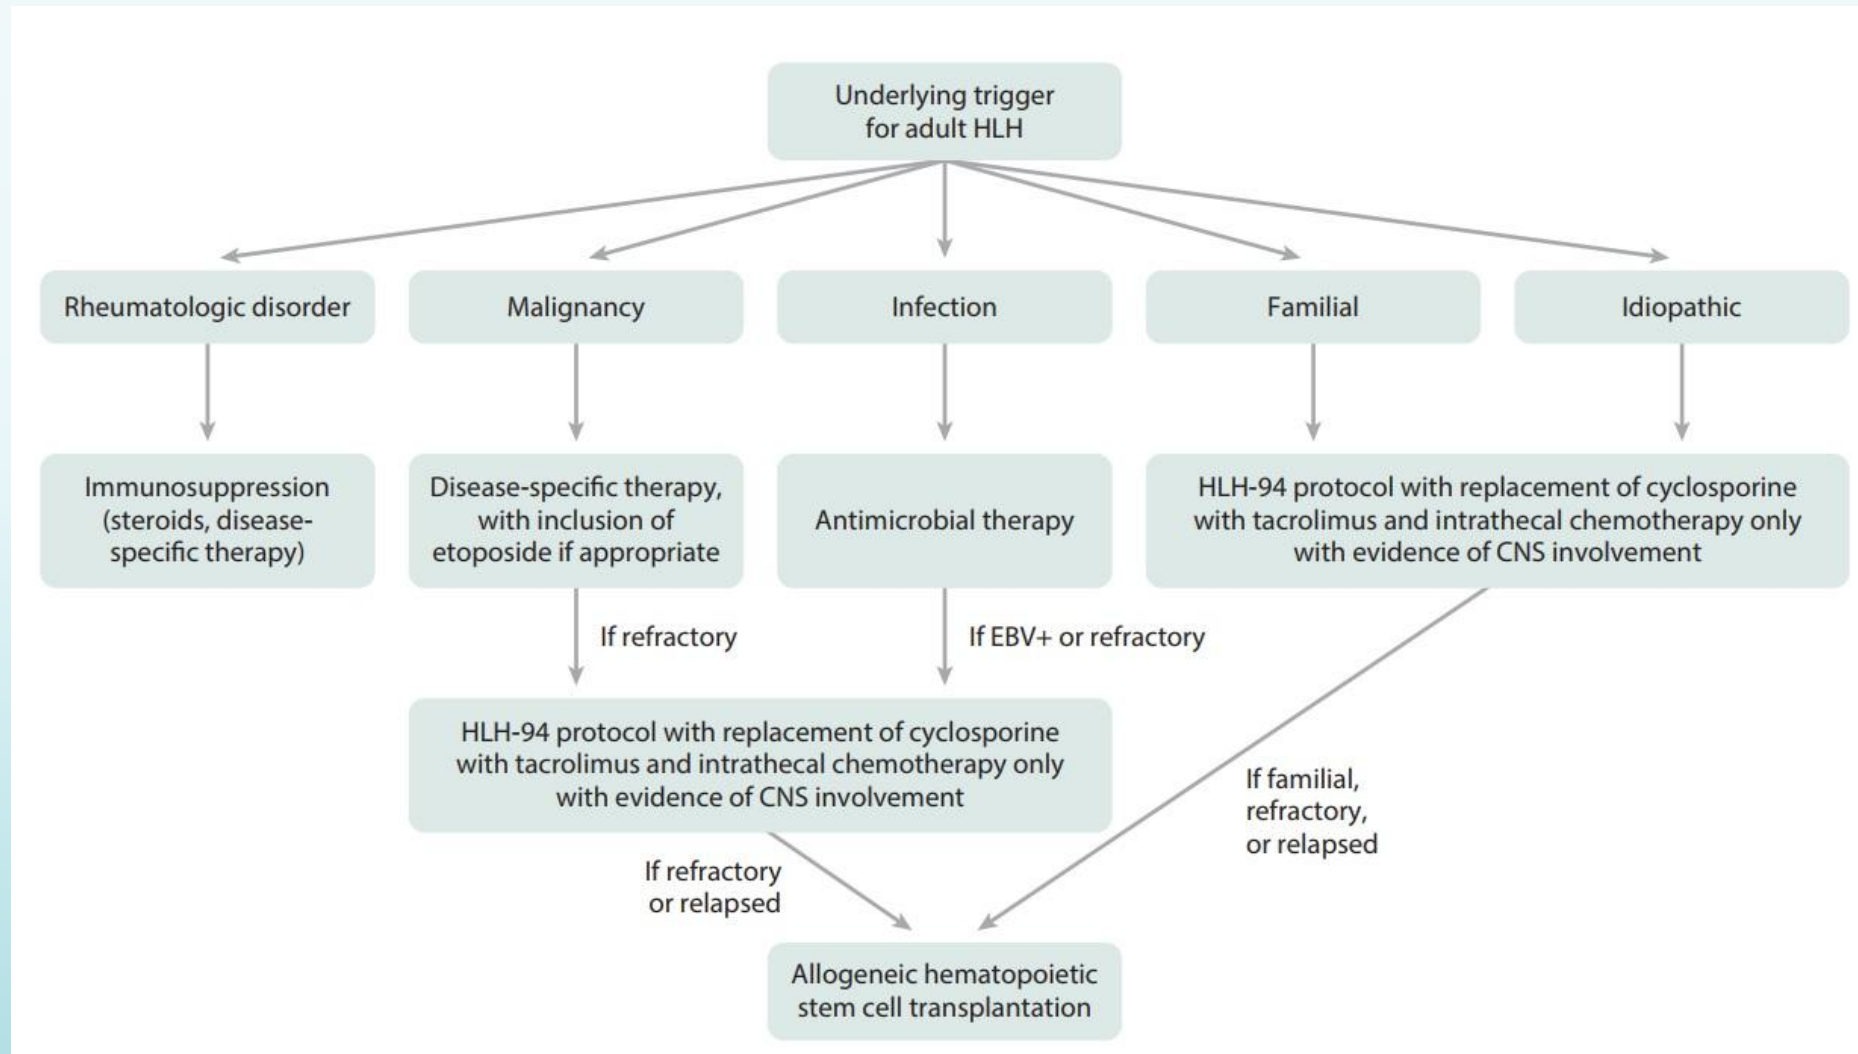 Underlying trigger
for adult HLH
Rheumatologic disorder
Malignancy
Infection
Familial
Idiopathic
Immunosuppression
(steroids, disease-
specific therapy)
Disease-specific therapy,
with inclusion of
etoposide if appropriate
Antimicrobial therapy
HLH-94 protocol with replacement of cyclosporine
with tacrolimus and intrathecal chemotherapy only
with evidence of CNS involvement
If refractory
If EBV+ or refractory
HLH-94 protocol with replacement of cyclosporine
with tacrolimus and intrathecal chemotherapy only
with evidence of CNS involvement
If familial,
refractory,
or relapsed
If refractory
or relapsed
Allogeneic hematopoietic
stem cell transplantation